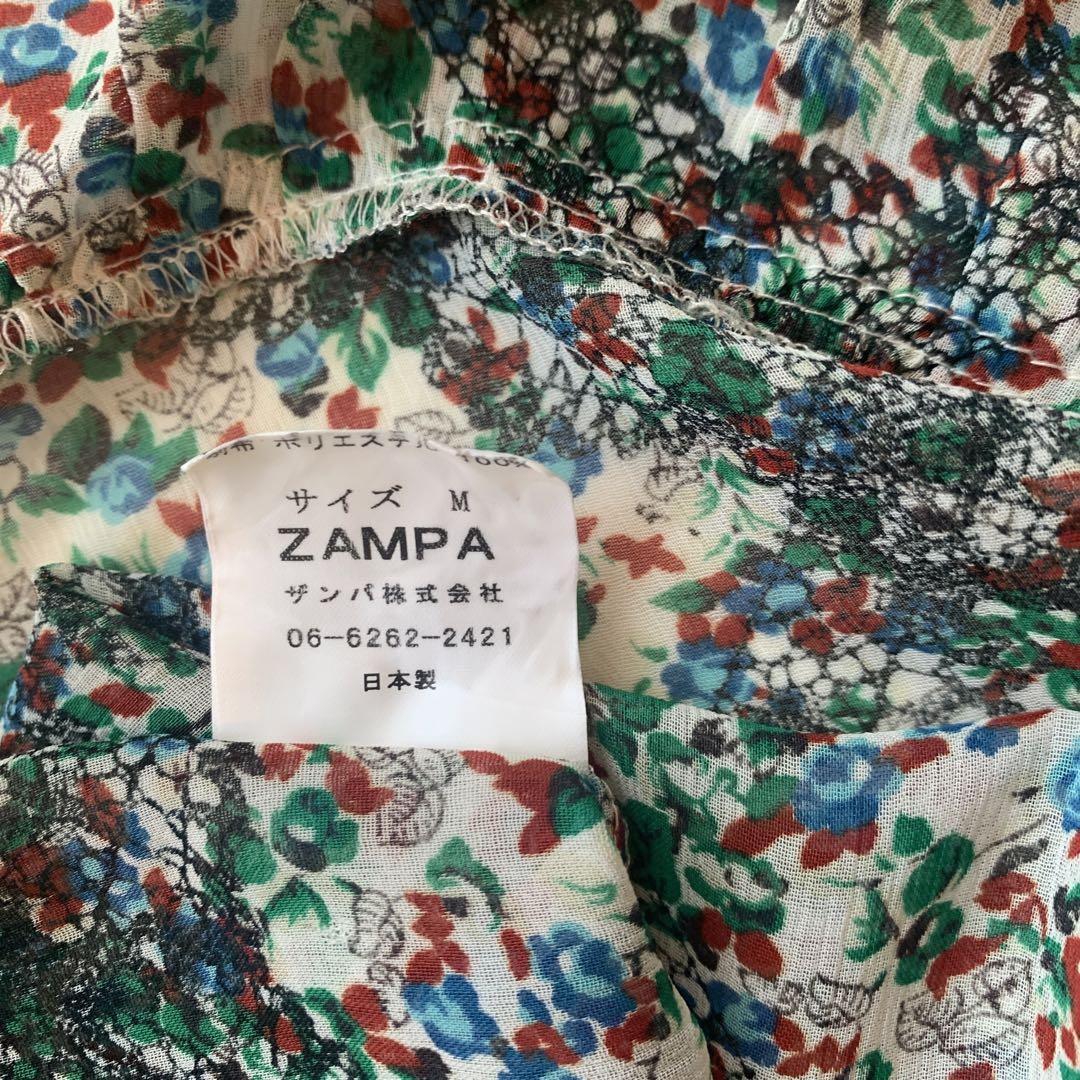 ポリエステル 100%
サイズ M
ZAMPA
ザンパ株式会社
06-6262-2421
日本製